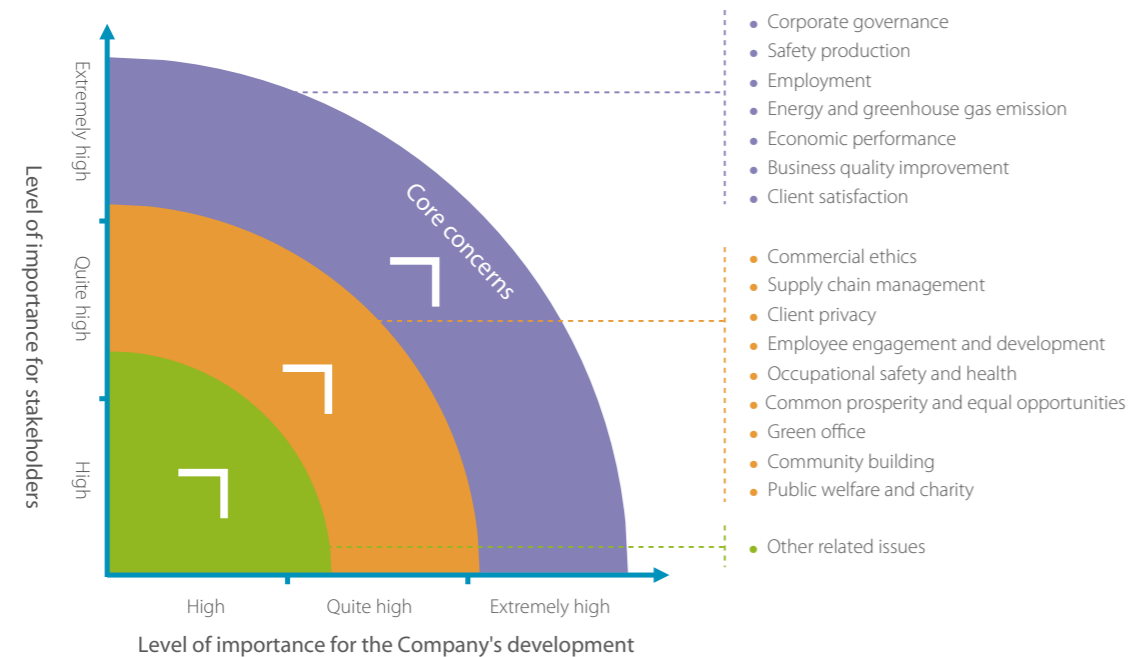 Level of importance for stakeholders
Extremely high
Quite high
High
Core concerns
Corporate governance
Safety production
Employment
Energy and greenhouse gas emission
Economic performance
Business quality improvement
Client satisfaction
Commercial ethics
Supply chain management
Client privacy
Employee engagement and development
Occupational safety and health
Common prosperity and equal opportunities
Green office
Community building
Public welfare and charity
Other related issues
High
Quite high
Extremely high
Level of importance for the Company's development